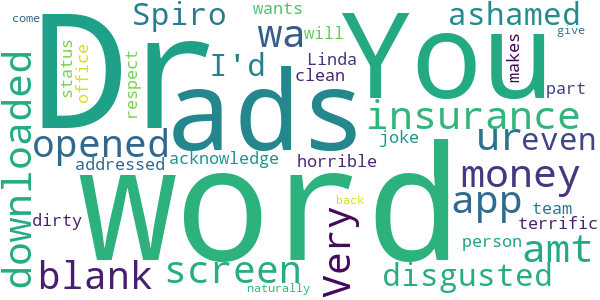 come
wants
give
Spiro
wa
will
ashamed
status
office
Dr
You
I'd
Linda
makes
respect
clean
part
ads
insurance
downloaded
opened
joke
ur
even
addressed
acknowledge
horrible
word
money
app
back
team
dirty
terrific
Very
person
amt
blank
screen
disgusted
naturally